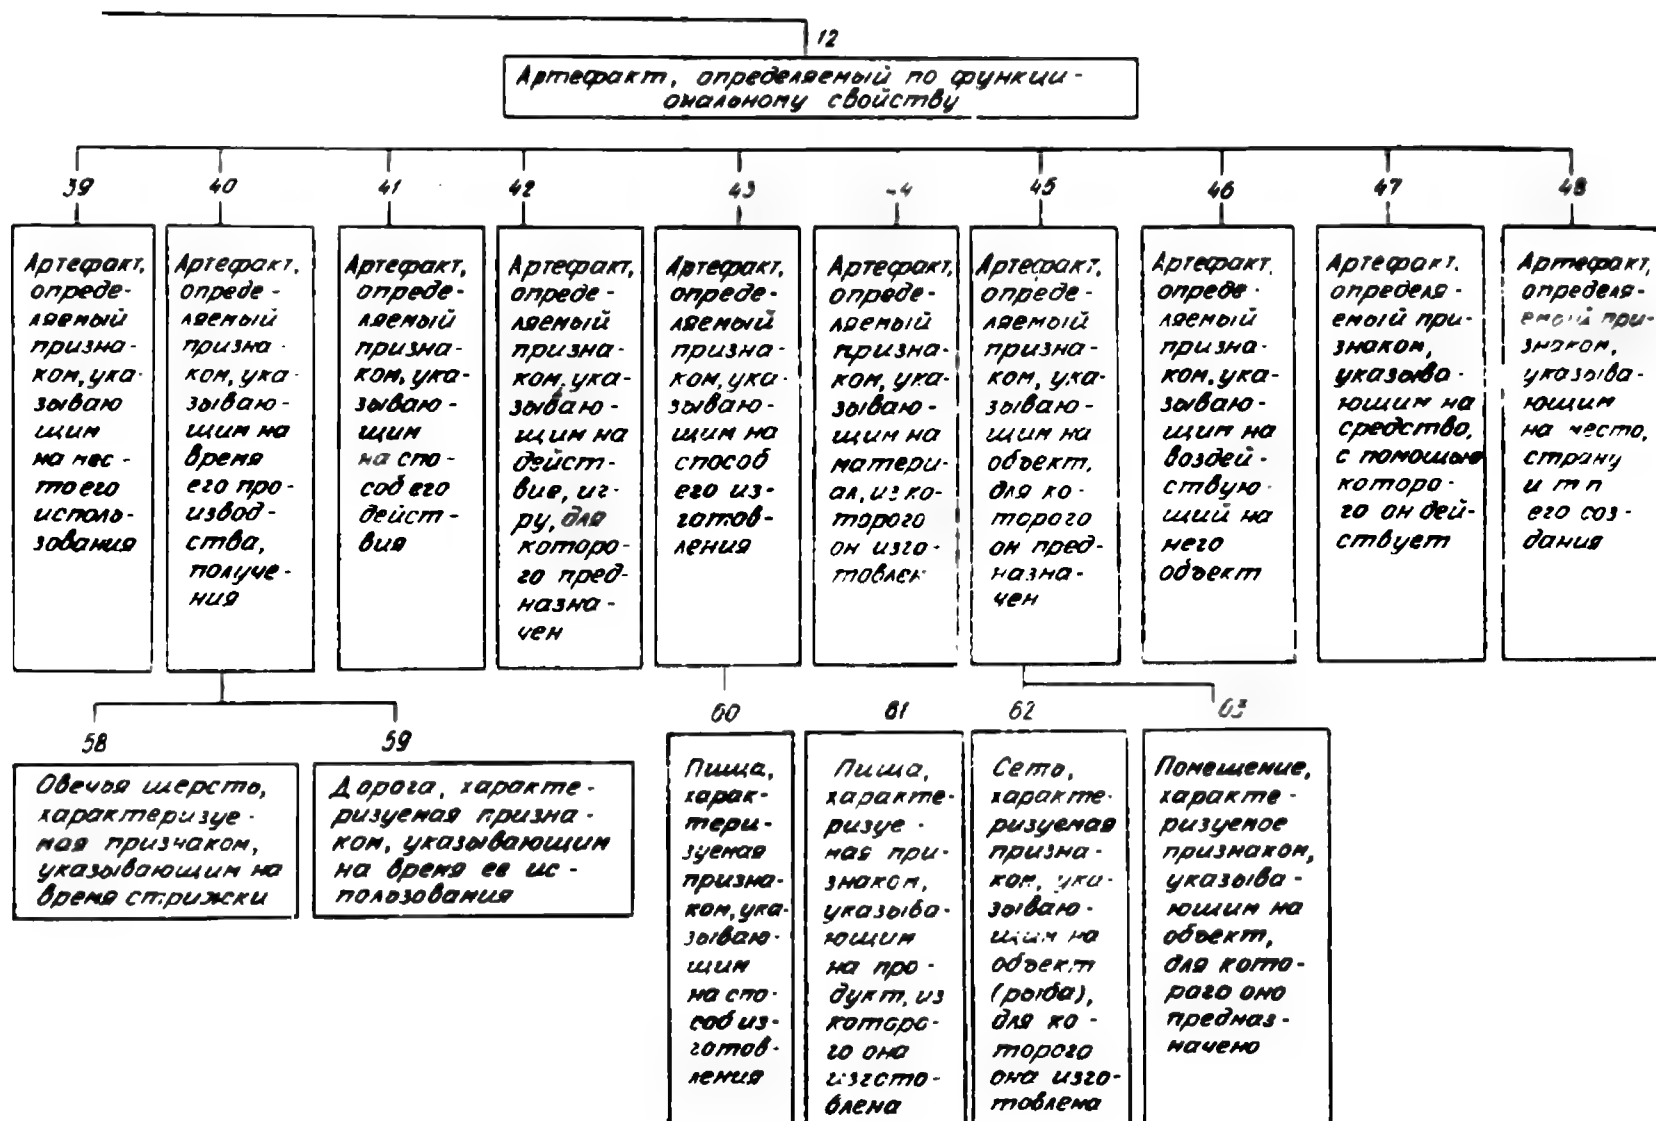 12
Артефакт, определяемый по функци-
ональному свойству
39
40
41
42
43
45
46
47
48
Артефакт,
опреде-
ляемый
призна-
ком, ука-
зываю
щим
на мес-
то его
исполь-
зования
Артефакт,
опреде-
ляемый
призна-
ком, ука-
зываю-
щим на
время
его про-
извод-
ства,
получе-
ния
Артефакт,
опреде-
ляемый
призна-
ком, ука-
зываю-
щим
на спо-
соб его
дейст-
вия
Артефакт,
опреде-
ляемый
призна-
ком, ука-
зываю-
щим на
дейст-
вие, иг-
ру, для
которо-
го пред-
назна-
чен
Артефакт,
опреде-
ляемый
призна-
ком, ука-
зываю-
щим на
способ
его из-
готов-
ления
Артефакт,
опреде-
ляемый
призна-
ком, ука-
зываю-
щим на
матери-
ал, из ко-
торого
он изго-
товлен
Артефакт,
опреде-
ляемый
призна-
ком, ука-
зываю-
щим на
объект,
для ко-
торого
он пред-
назна-
чен
Артефакт,
опреде-
ляемый
призна-
ком, ука-
зываю-
щим на
воздей-
ствую-
щий на
него
объект
Артефакт,
определя-
емый при-
знаком,
указыва-
ющим на
средство,
с помощью
которо-
го он дей-
ствует
Артефакт,
определя-
емый при-
знаком,
указыва-
ющим
на место,
страну
и т п
его соз-
дания
58
59
60
61
62
63
Овечья шерсть,
характеризуе-
мая признаком,
указывающим на
время стрижки
Дорога, характе-
ризуемая призна-
ком, указывающим
на время ее ис-
пользования
Пища,
харак-
тери-
зуемая
призна-
ком, ука-
зываю-
щим
на спо-
соб из-
готов-
ления
Пища,
характе-
ризуе-
мая при-
знаком,
указыва-
ющим
на про-
дукт, из
которо-
го она
изгото-
влена
Сеть,
характе-
ризуемая
призна-
ком, ука-
зываю-
щим на
объект
(рыба),
для ко-
торого
она изго-
товлена
Помещение,
характе-
ризуемое
признаком,
указыва-
ющим на
объект,
для кото-
рого оно
предназ-
начено